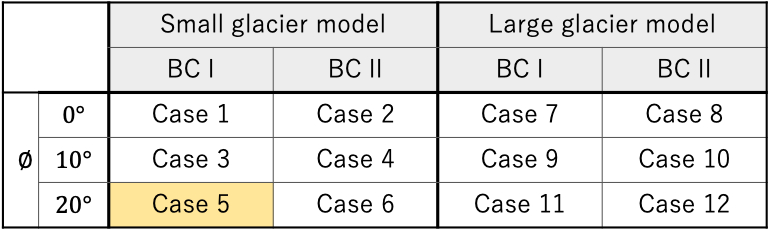 Small glacier model Large glacier model
BC I BC II BC I BC II
0° Case 1 Case 2 Case 7 Case 8
Ø 10° Case 3 Case 4 Case 9 Case 10
20° Case 5 Case 6 Case 11 Case 12